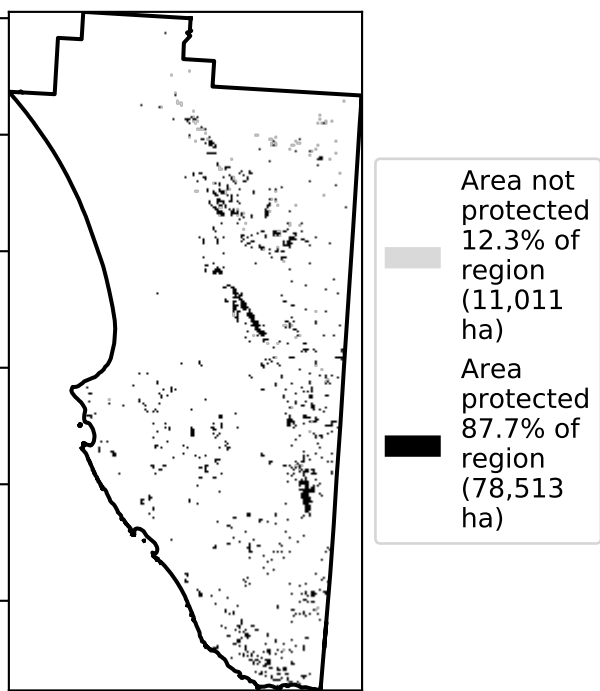 Area not
protected
12.3% of
region
(11,011
ha)
Area
protected
87.7% of
region
(78,513
ha)